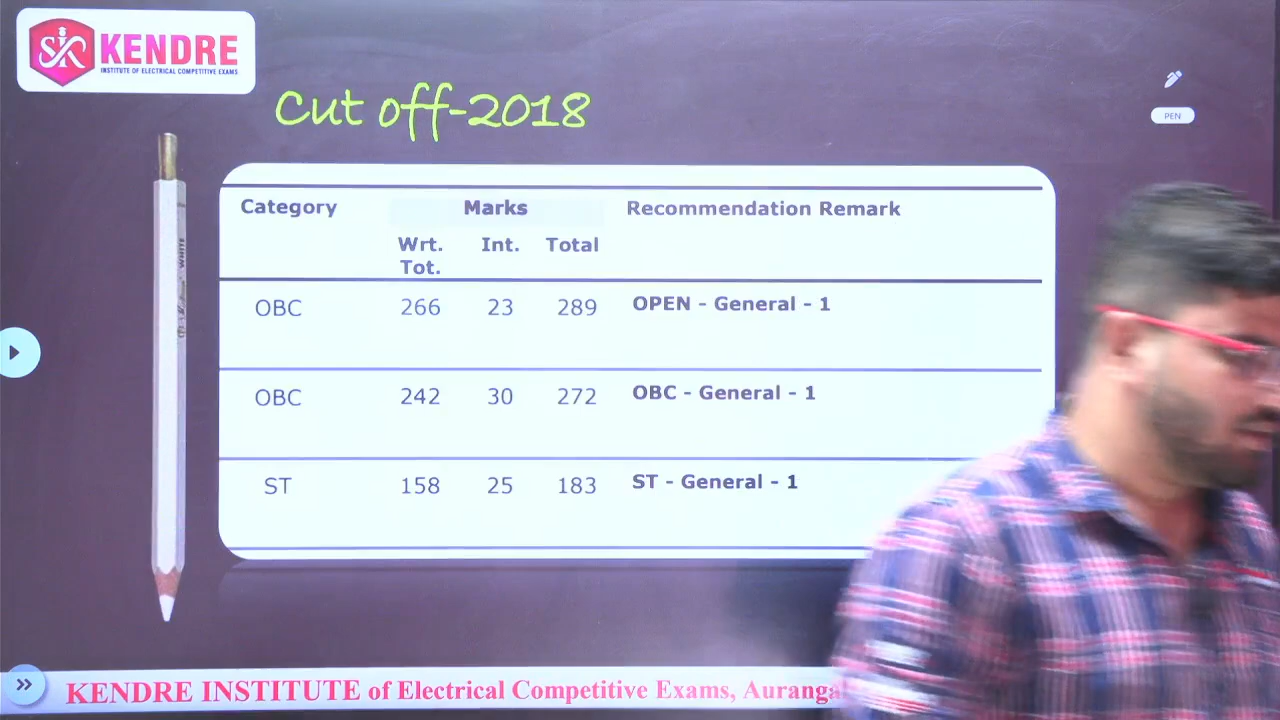 KENDRE
INSTITUTE OF ELECTRICAL COMPETITIVE EXAMS
Cut off-2018
PEN
Category Marks Recommendation Remark
Wrt. Tot. Int. Total
OBC 266 23 289 OPEN - General - 1
OBC 242 30 272 OBC - General - 1
ST 158 25 183 ST - General - 1
KENDRE INSTITUTE of Electrical Competitive Exams,